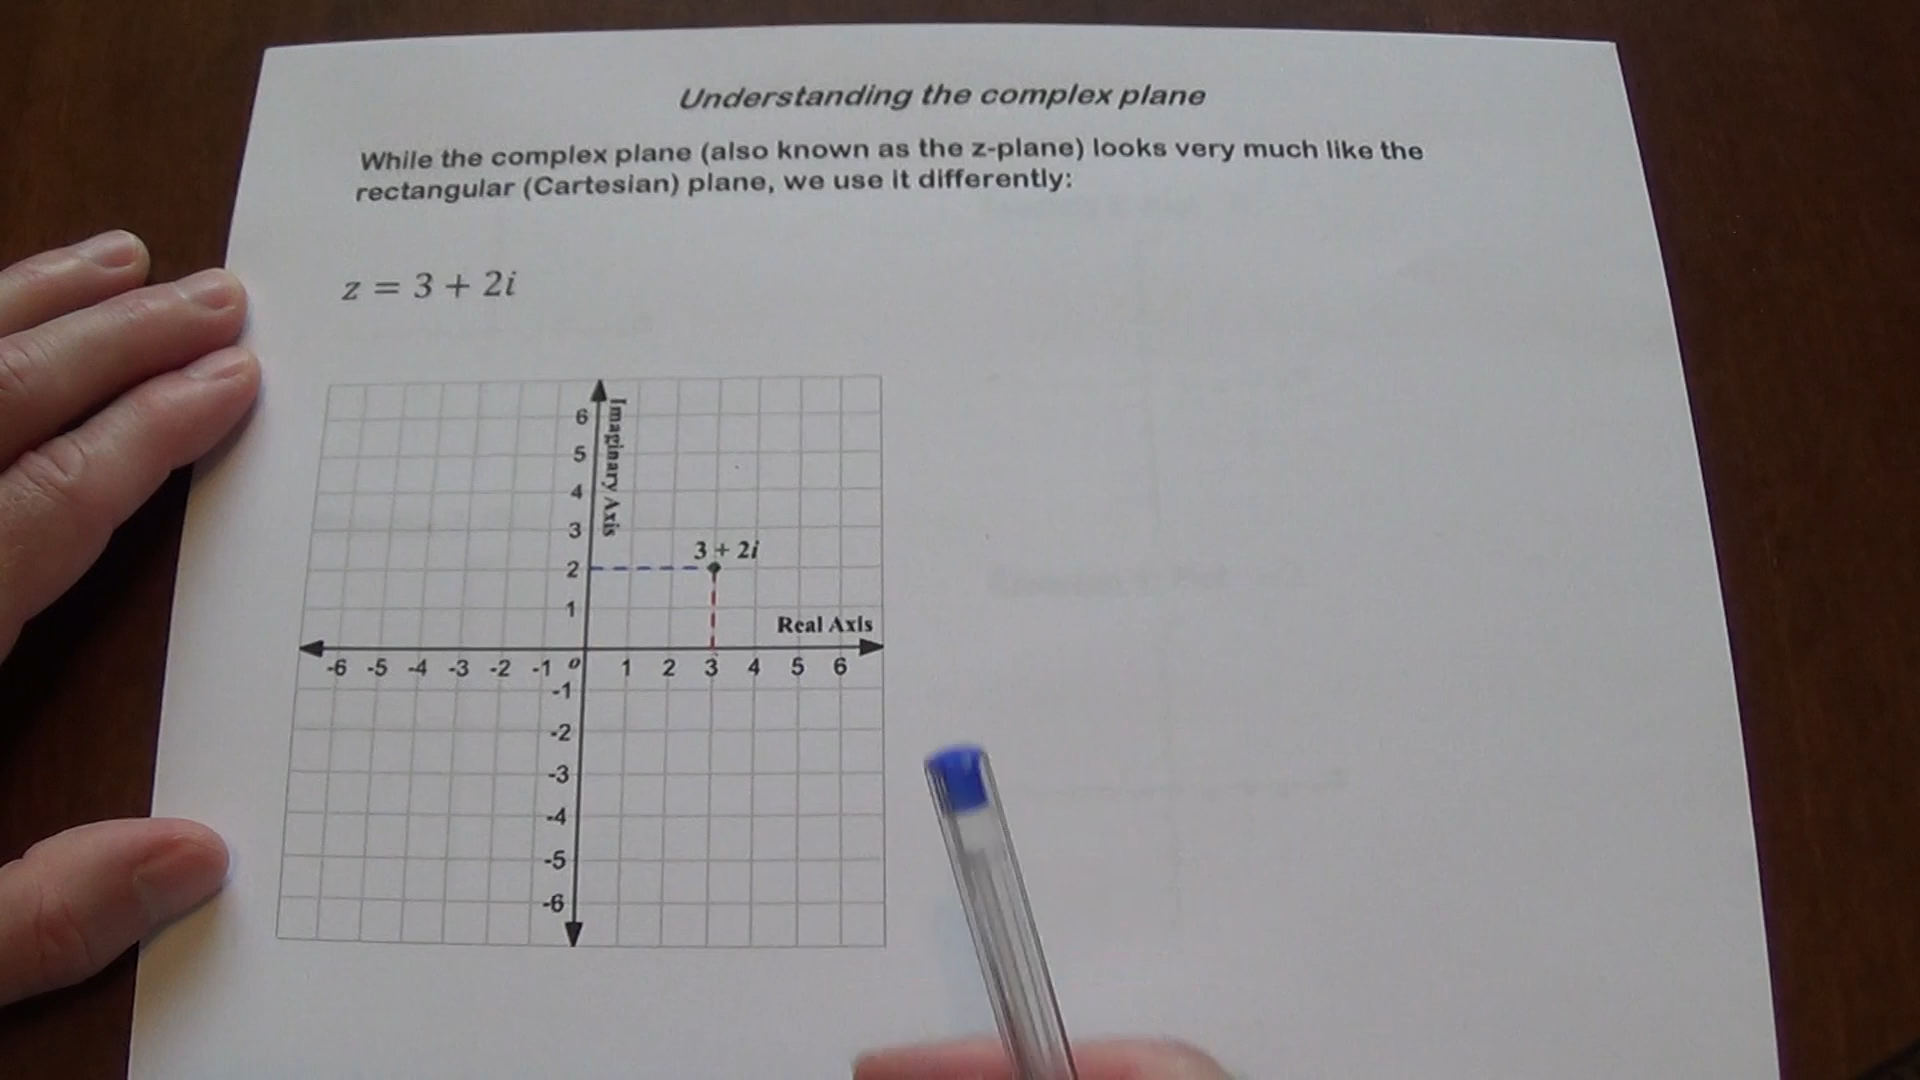 Understanding the complex plane
While the complex plane (also known as the z-plane) looks very much like the
rectangular (Cartesian) plane, we use it differently:
z = 3 + 2i
Imaginary Axis
6
5
4
3
3 + 2i
2
1
Real Axis
-6 -5 -4 -3 -2 -1 o 1 2 3 4 5 6
-1
-2
-3
-4
-5
-6